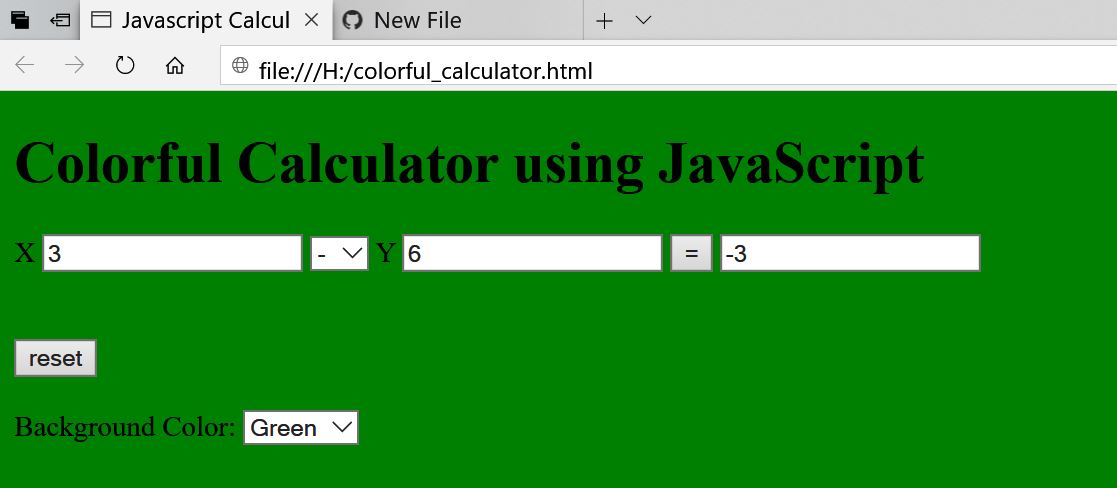 Javascript Calcul New File
file:///H:/colorful_calculator.html
Colorful Calculator using JavaScript
X 3 - Y 6 = -3
reset
Background Color: Green